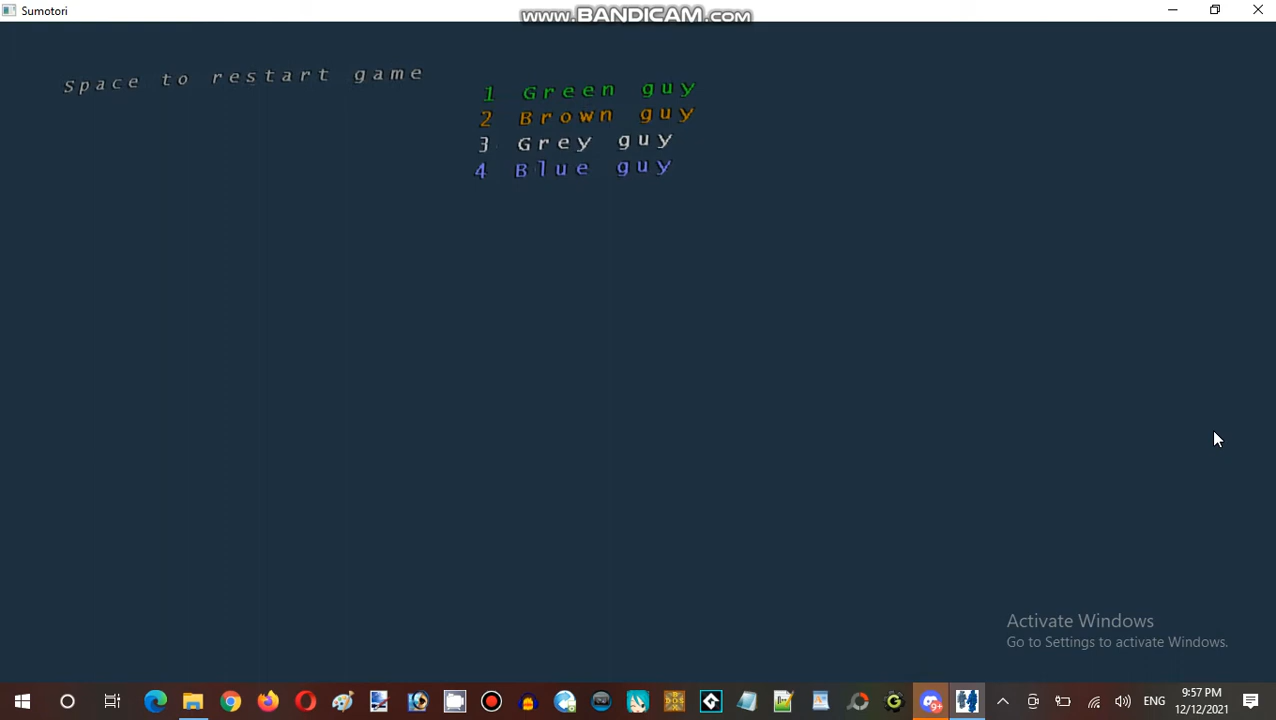 Sumotori
www.BANDICAM.com
Space to restart game
1 Green guy
2 Brown guy
3 Grey guy
4 Blue guy
Activate Windows
Go to Settings to activate Windows.
ENG
9:57 PM
12/12/2021